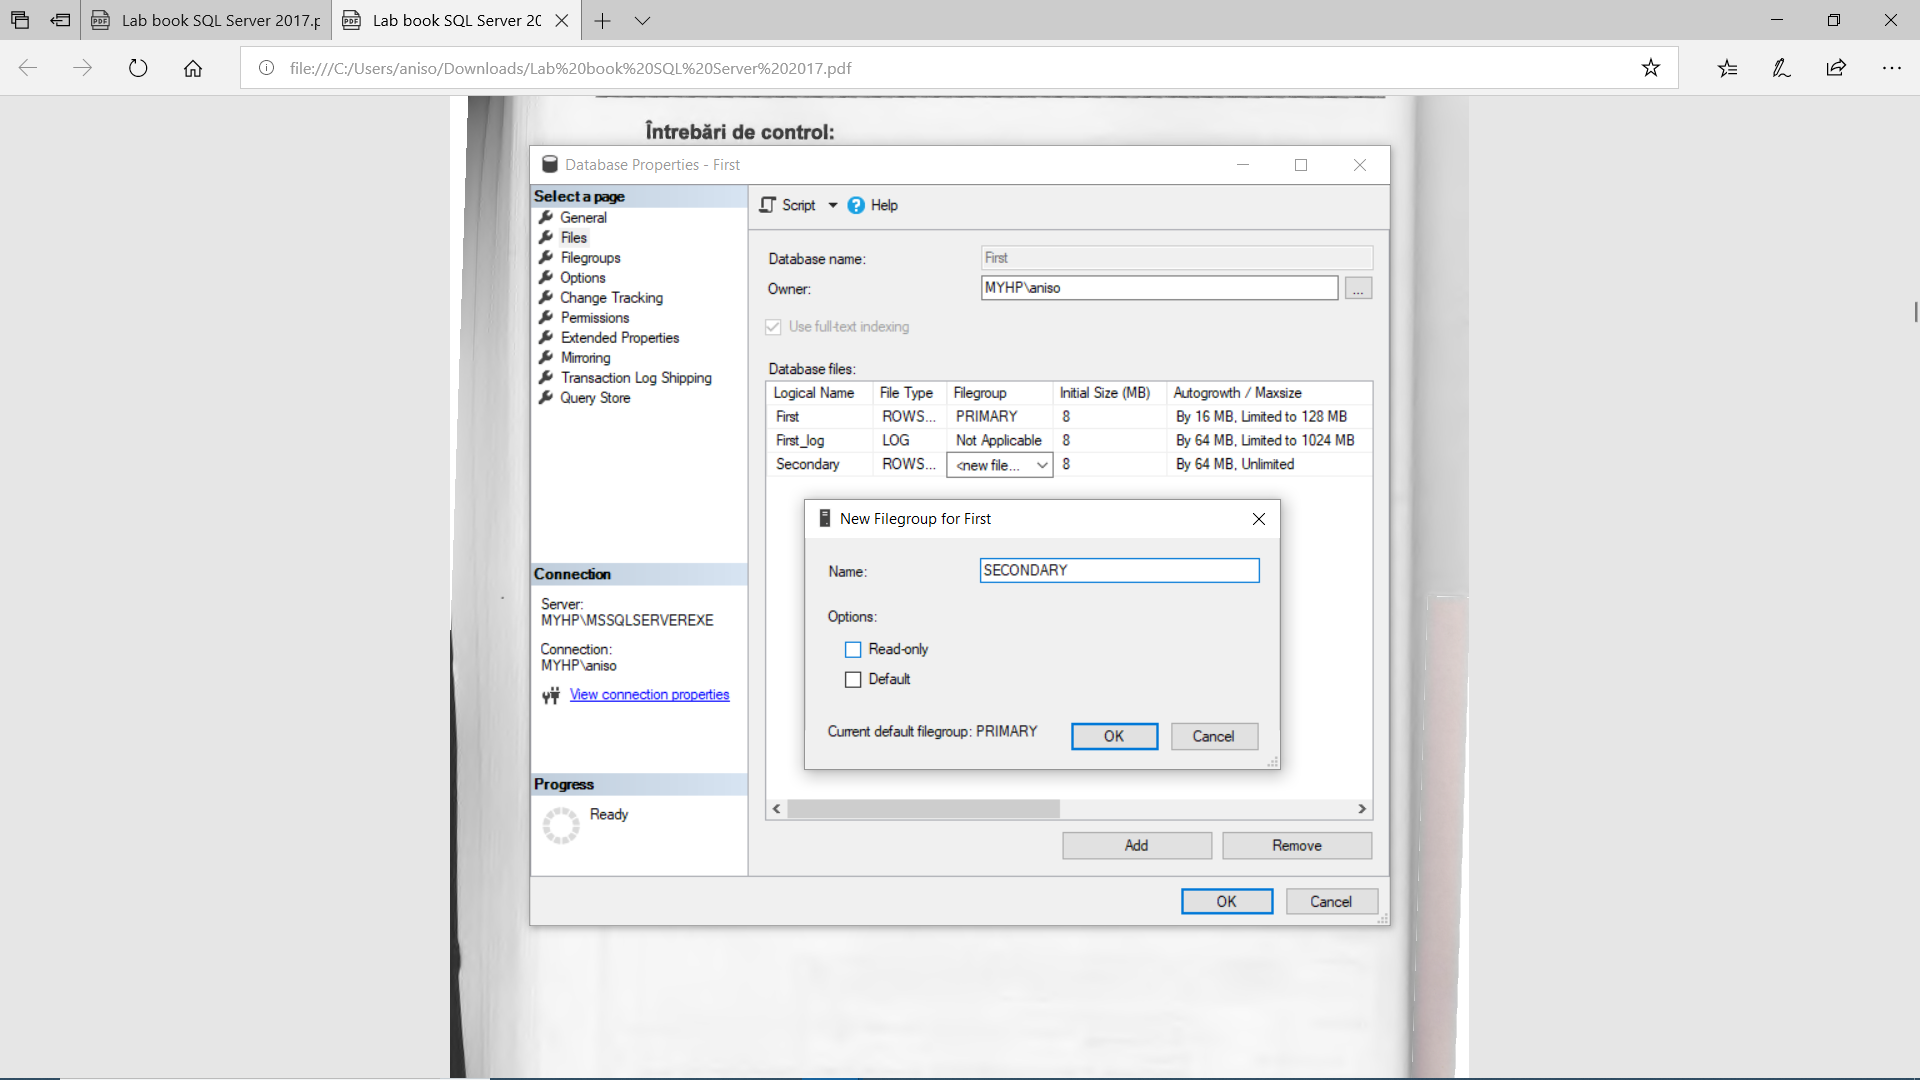 Lab book SQL Server 2017.p
Lab book SQL Server 20
file:///C:/Users/aniso/Downloads/Lab%20book%20SQL%20Server%202017.pdf
Întrebări de control:
Database Properties - First
Select a page
General
Files
Filegroups
Options
Change Tracking
Permissions
Extended Properties
Mirroring
Transaction Log Shipping
Query Store
Connection
Server:
MYHP\MSSQLSERVEREXE
Connection:
MYHP\aniso
View connection properties
Progress
Ready
Script
Help
Database name: First
Owner: MYHP\aniso
...
Use full-text indexing
Database files:
Logical Name File Type Filegroup Initial Size (MB) Autogrowth / Maxsize
First ROWS... PRIMARY 8 By 16 MB, Limited to 128 MB
First_log LOG Not Applicable 8 By 64 MB, Limited to 1024 MB
Secondary ROWS... <new file... 8 By 64 MB, Unlimited
New Filegroup for First
Name: SECONDARY
Options:
Read-only
Default
Current default filegroup: PRIMARY
OK Cancel
Add Remove
OK Cancel